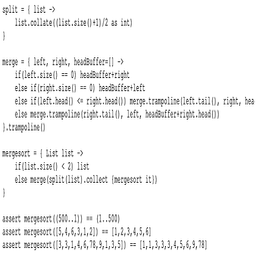 split = { list ->
list.collate((list.size()+1)/2 as int)
}
merge = { left, right, headBuffer=[] ->
if(left.size() == 0) headBuffer+right
else if(right.size() == 0) headBuffer+left
else if(left.head() <= right.head()) merge.trampoline(left.tail(), right, hea
else merge.trampoline(right.tail(), left, headBuffer+right.head())
}.trampoline()
mergesort = { List list ->
if(list.size() < 2) list
else merge(split(list).collect {mergesort it})
}
assert mergesort((500..1)) == (1..500)
assert mergesort([5,4,6,3,1,2]) == [1,2,3,4,5,6]
assert mergesort([3,3,1,4,6,78,9,1,3,5]) == [1,1,3,3,3,4,5,6,9,78]